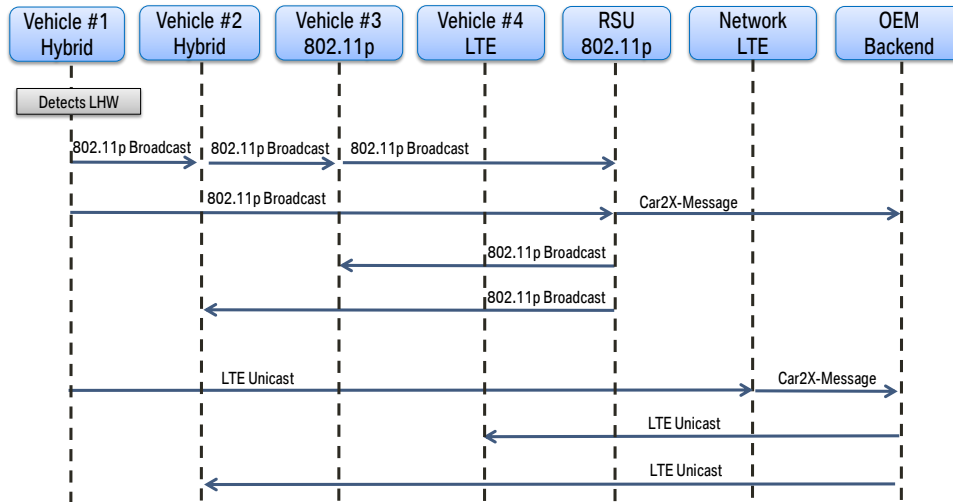 Vehicle #1
Hybrid
Vehicle #2
Hybrid
Vehicle #3
802.11p
Vehicle #4
LTE
RSU
802.11p
Network
LTE
OEM
Backend
Detects LHW
802.11p Broadcast
802.11p Broadcast
802.11p Broadcast
802.11p Broadcast
Car2X-Message
802.11p Broadcast
802.11p Broadcast
LTE Unicast
Car2X-Message
LTE Unicast
LTE Unicast